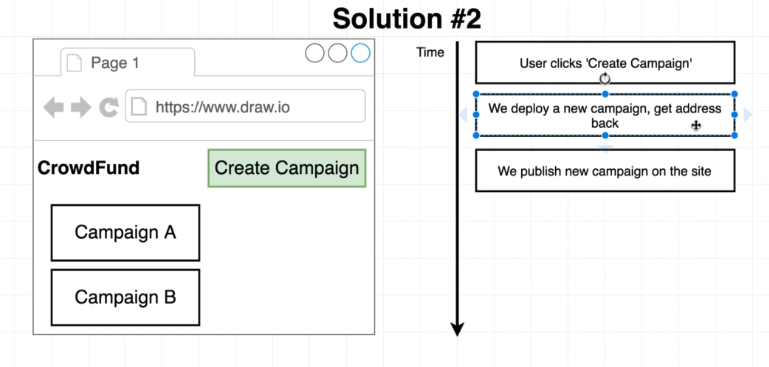 Solution #2
Page 1
https://www.draw.io
CrowdFund
Create Campaign
Campaign A
Campaign B
Time
User clicks 'Create Campaign'
We deploy a new campaign, get address
back
We publish new campaign on the site